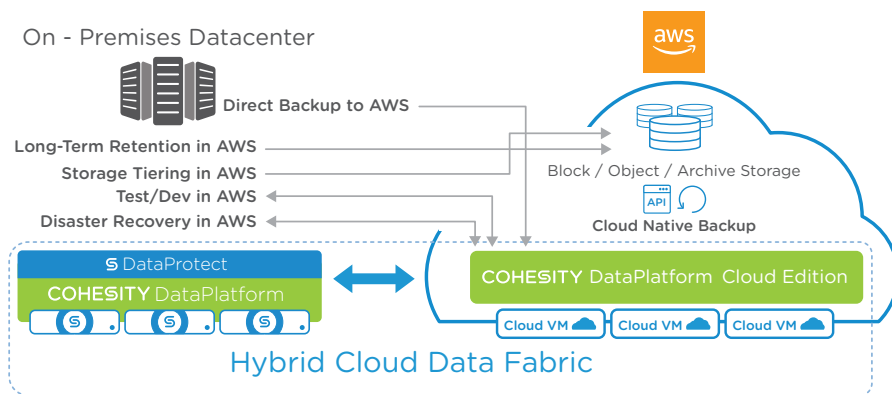 On - Premises Datacenter
aws
Direct Backup to AWS
Long-Term Retention in AWS
Storage Tiering in AWS
Test/Dev in AWS
Disaster Recovery in AWS
Block / Object / Archive Storage
API
Cloud Native Backup
S DataProtect
COHESITY DataPlatform
S S S
COHESITY DataPlatform Cloud Edition
Cloud VM Cloud VM Cloud VM
Hybrid Cloud Data Fabric